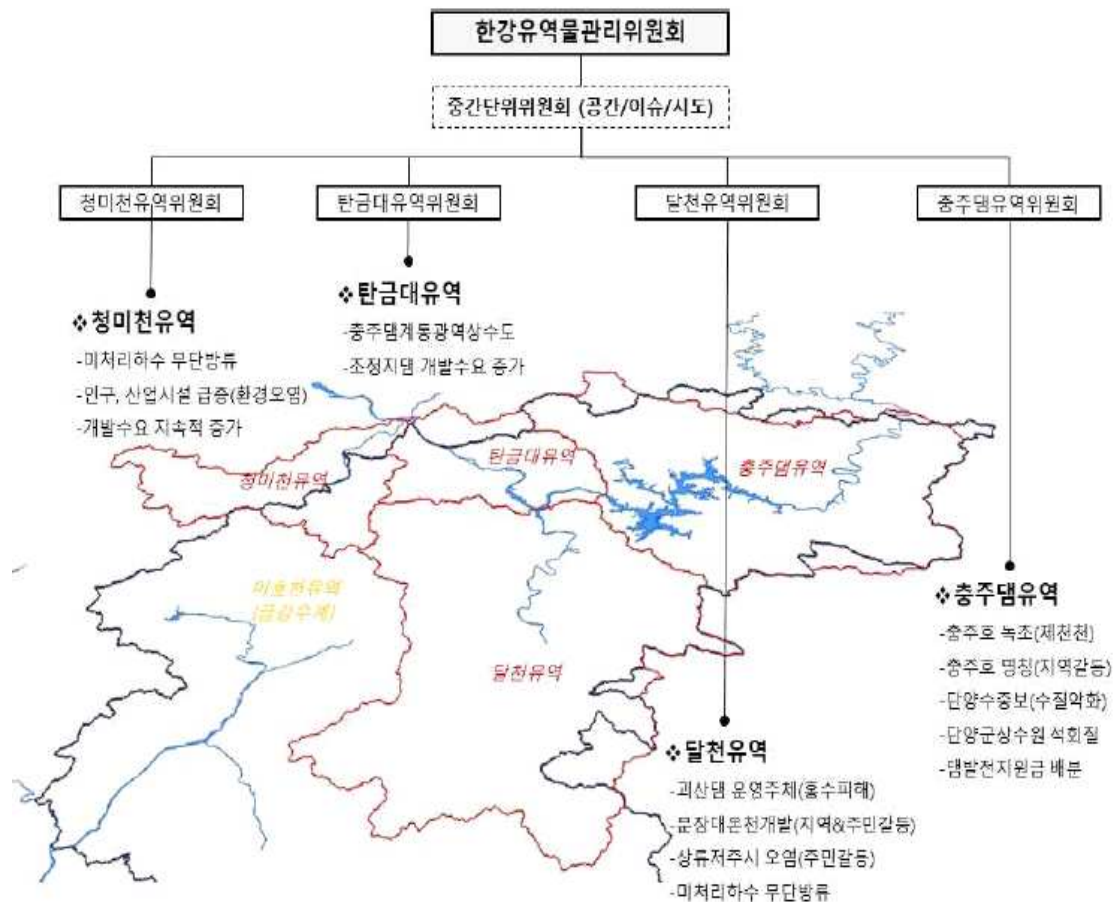 한강유역물관리위원회
중간단위위원회 (공간/이슈/시도)
청미천유역위원회
탄금대유역위원회
달천유역위원회
충주댐유역위원회
❖청미천유역
-미처리하수 무단방류
-인구, 산업시설 급증(환경오염)
-개발수요 지속적 증가
❖탄금대유역
-충주댐계통광역상수도
-조정지댐 개발수요 증가
청미천유역
탄금대유역
충주댐유역
미호천유역
(금강수계)
달천유역
❖충주댐유역
-충주호 녹조(제천천)
-충주호 명칭(지역갈등)
-단양수중보(수질악화)
-단양군상수원 석회질
-댐발전지원금 배분
❖달천유역
-괴산댐 운영주체(홍수피해)
-문장대온천개발(지역&주민갈등)
-상류저주시 오염(주민갈등)
-미처리하수 무단방류